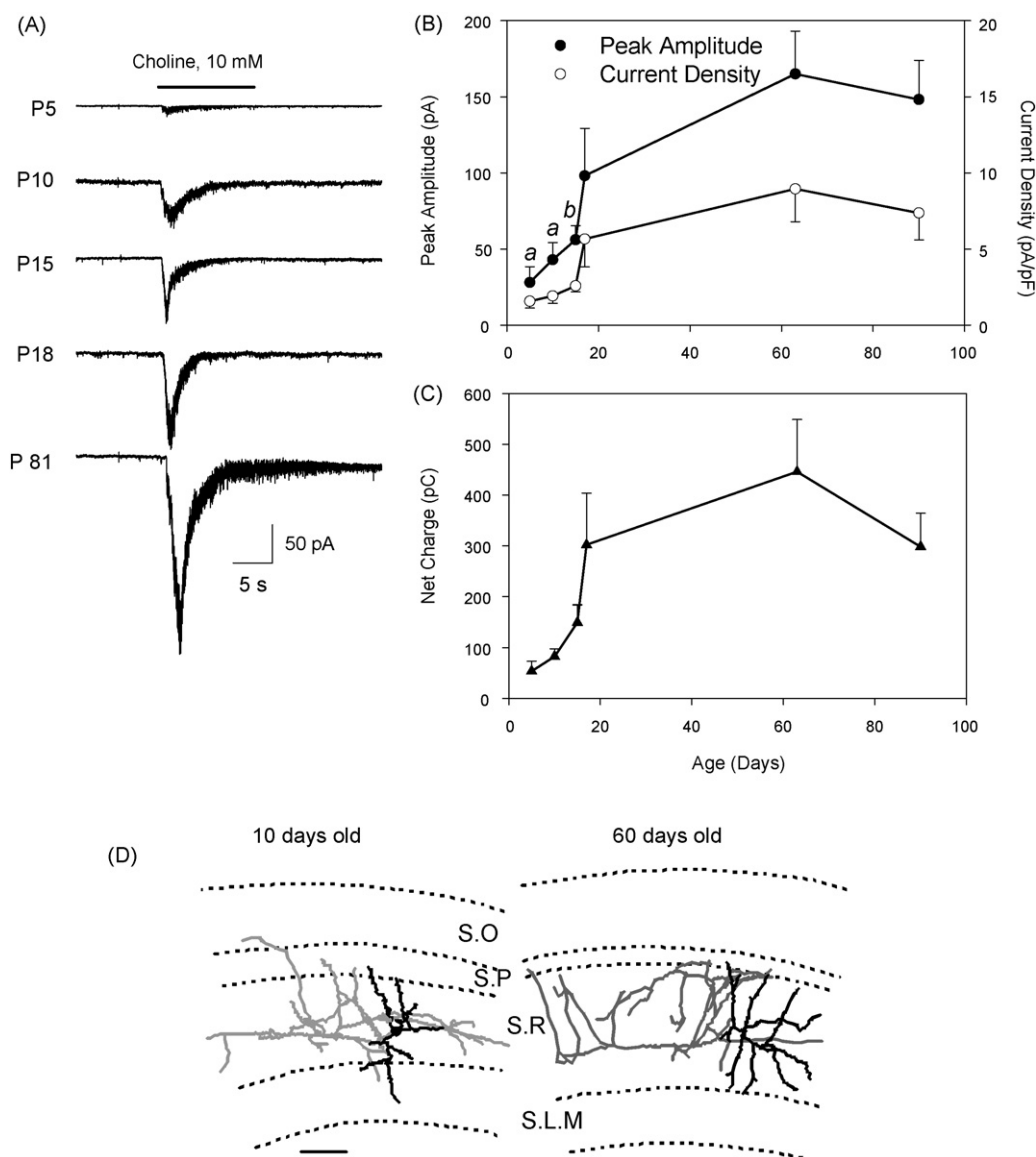 (A)
Choline, 10 mM
P5
P10
P15
P18
P 81
50 pA
5 s
(B)
Peak Amplitude
Current Density
200
150
100
50
0
Peak Amplitude (pA)
a
a
b
20
15
10
5
0
Current Density (pA/pF)
0 20 40 60 80 100
(C)
600
500
400
300
200
100
0
Net Charge (pC)
0 20 40 60 80 100
Age (Days)
(D)
10 days old
60 days old
S.O
S.P
S.R
S.L.M